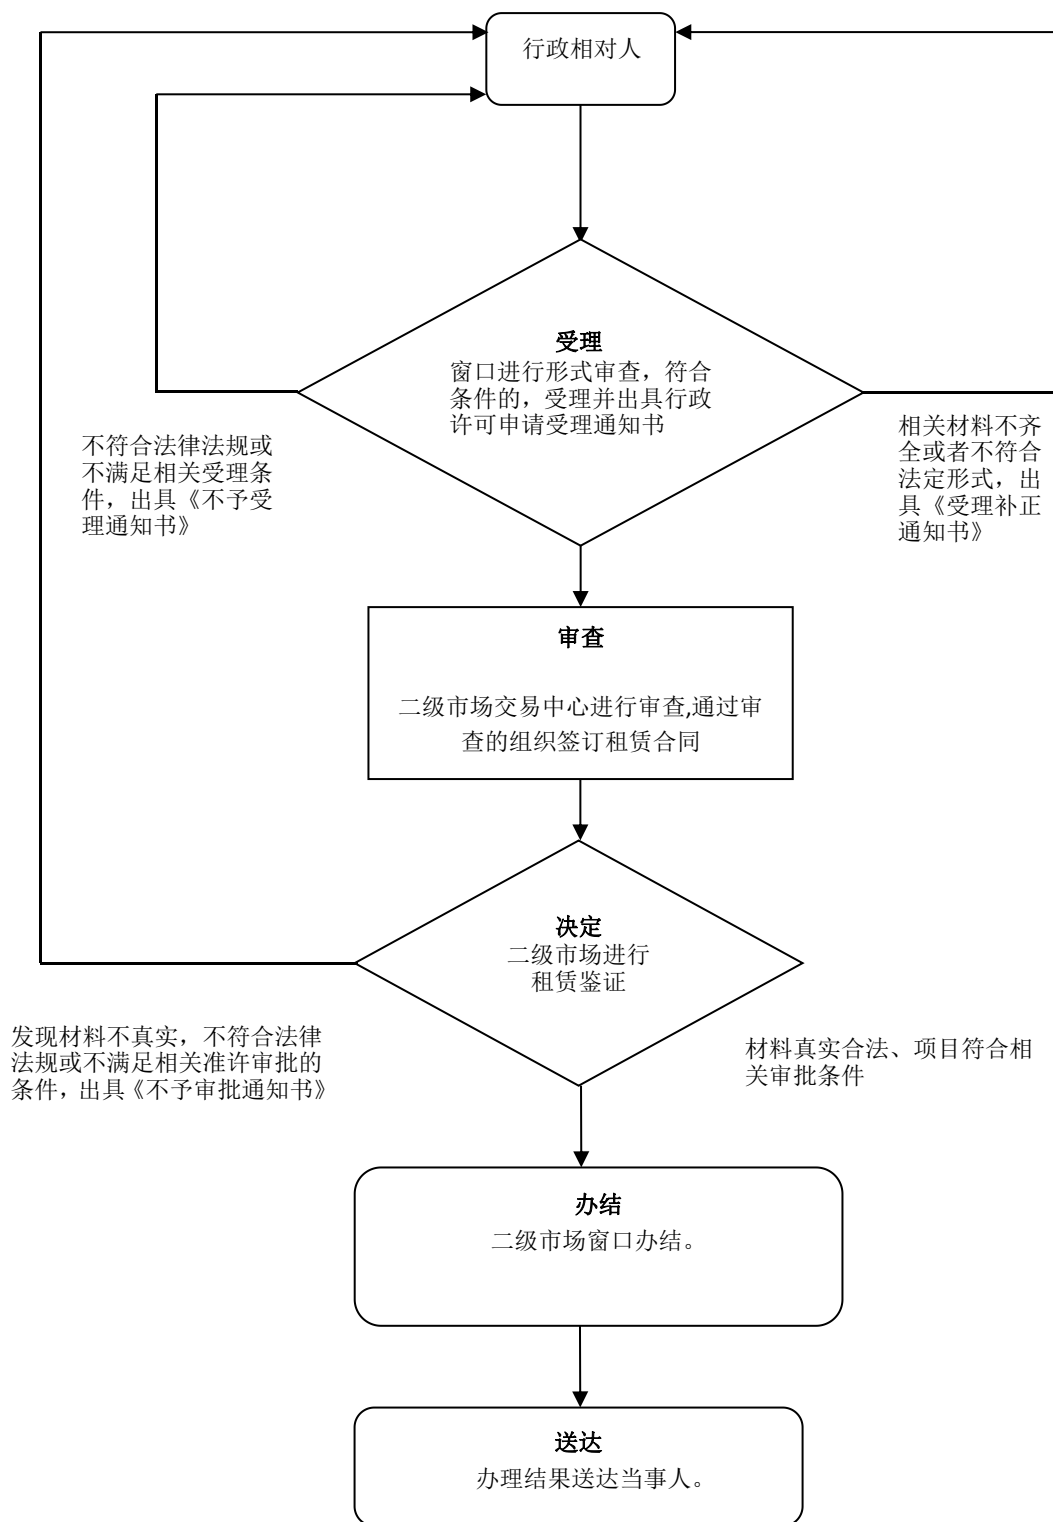 行政相对人
受理
窗口进行形式审查，符合
条件的，受理并出具行政
许可申请受理通知书
不符合法律法规或
不满足相关受理条
件，出具《不予受
理通知书》
相关材料不齐
全或者不符合
法定形式，出
具《受理补正
通知书》
审查
二级市场交易中心进行审查,通过审
查的组织签订租赁合同
决定
二级市场进行
租赁鉴证
发现材料不真实，不符合法律
法规或不满足相关准许审批的
条件，出具《不予审批通知书》
材料真实合法、项目符合相
关审批条件
办结
二级市场窗口办结。
送达
办理结果送达当事人。